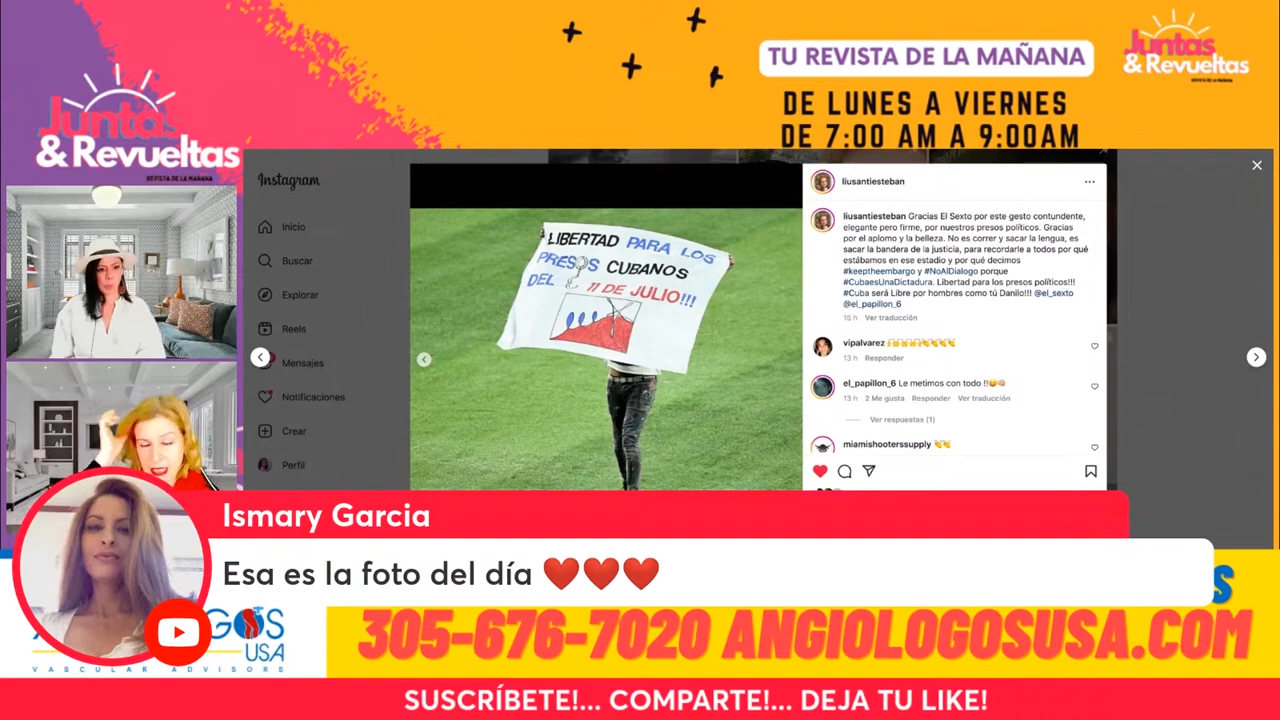 TU REVISTA DE LA MAÑANA
Juntas
& Revueltas
REVISTA DE LA MAÑANA
DE LUNES A VIERNES
DE 7:00 AM A 9:00AM
Juntas
& Revueltas
REVISTA DE LA MAÑANA
Instagram
Inicio
Buscar
Explorar
Reels
Mensajes
Notificaciones
Crear
Perfil
LIBERTAD PARA LOS
PRESOS CUBANOS
DEL 11 DE JULIO!!!
liusantiesteban
liusantiesteban Gracias El Sexto por este gesto contundente,
elegante pero firme, por nuestros presos políticos. Gracias
por el aplomo y la belleza. No es correr y sacar la lengua, es
sacar la bandera de la justicia, para recordarle a todos por qué
estábamos en ese estadio y por qué decimos
#keeptheembargo y #NoAlDialogo porque
#CubaesUnaDictadura. Libertad para los presos políticos!!!
#Cuba será Libre por hombres como tú Danilo!!! @el_sexto
@el_papillon_6
15 h Ver traducción
vipalvarez 🙌🙌🙌🙌👏👏👏👏
13 h Responder
el_papillon_6 Le metimos con todo !!😝👊🏼
13 h 2 Me gusta Responder Ver traducción
Ver respuestas (1)
miamishooterssupply 👏👏
Ismary Garcia
Esa es la foto del día ❤️❤️❤️
GOS
USA
VASCULAR ADVISORS
305-676-7020 ANGIOLOGOSUSA.COM
SUSCRÍBETE!... COMPARTE!... DEJA TU LIKE!